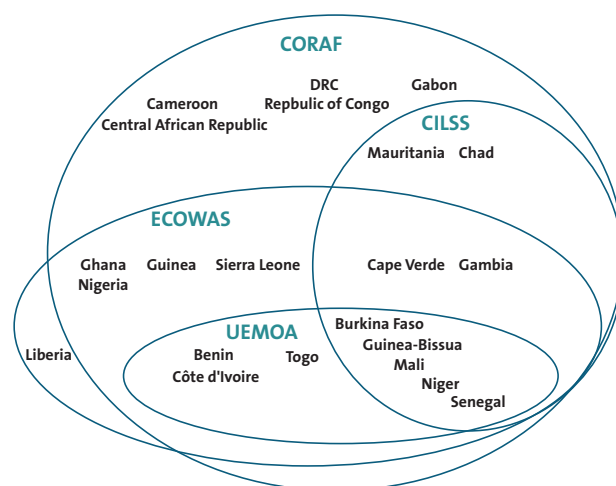 CORAF
DRC
Gabon
Cameroon
Repbulic of Congo
Central African Republic
CILSS
Mauritania Chad
ECOWAS
Ghana Guinea Sierra Leone
Cape Verde Gambia
Nigeria
UEMOA
Burkina Faso
Liberia
Benin
Togo
Guinea-Bissua
Mali
Côte d'Ivoire
Niger
Senegal